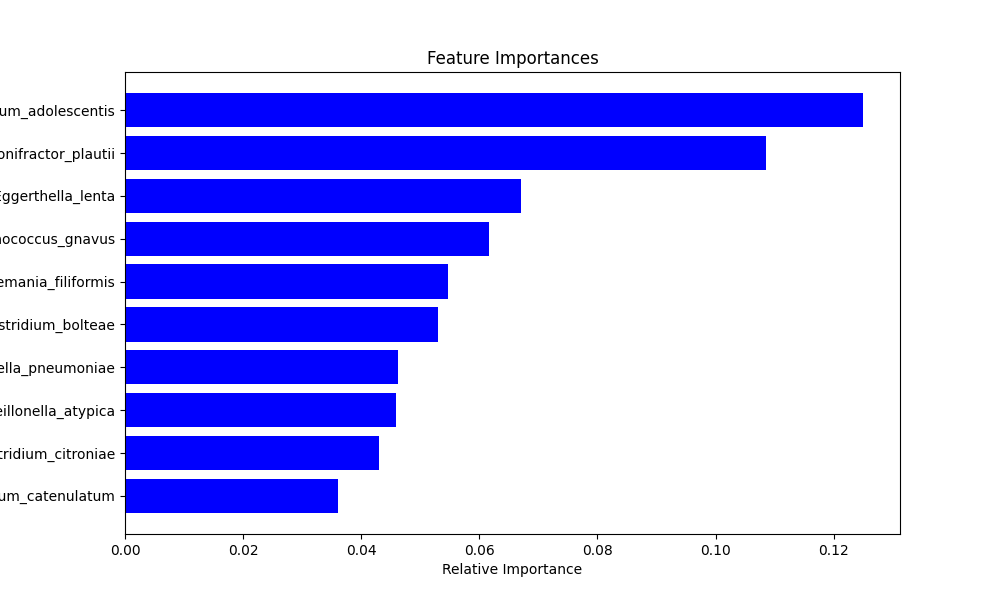 Feature Importances
um_adolescentis
onifractor_plautii
Eggerthella_lenta
nococcus_gnavus
emania_filiformis
stridium_bolteae
ella_pneumoniae
eillonella_atypica
tridium_citroniae
um_catenulatum
0.00 0.02 0.04 0.06 0.08 0.10 0.12
Relative Importance